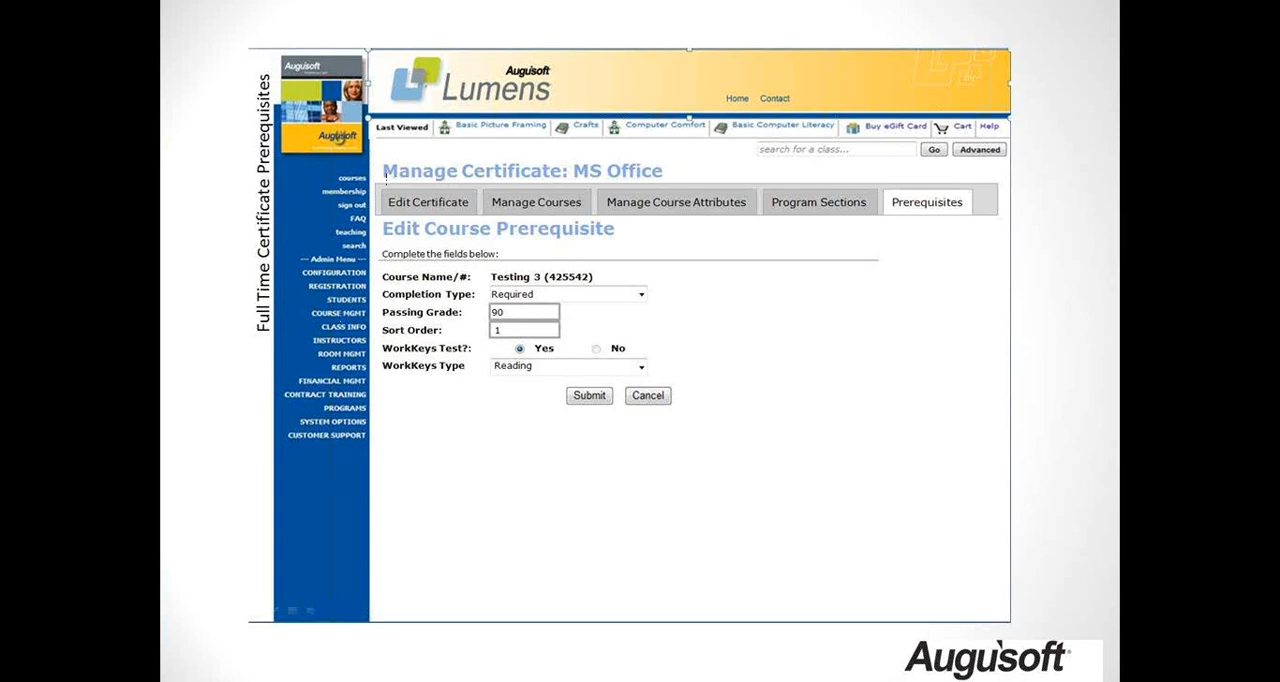 Full Time Certificate Prerequisites
Augusoft
Augusoft
Augusoft
Lumens
Home Contact
Last Viewed Basic Picture Framing Crafts Computer Comfort Basic Computer Literacy Buy eGift Card Cart Help
search for a class... Go Advanced
courses
membership
sign out
FAQ
teaching
search
--- Admin Menu ---
CONFIGURATION
REGISTRATION
STUDENTS
COURSE MGMT
CLASS INFO
INSTRUCTORS
ROOM MGMT
REPORTS
FINANCIAL MGMT
CONTRACT TRAINING
PROGRAMS
SYSTEM OPTIONS
CUSTOMER SUPPORT
Manage Certificate: MS Office
Edit Certificate Manage Courses Manage Course Attributes Program Sections Prerequisites
Edit Course Prerequisite
Complete the fields below:
Course Name/#: Testing 3 (425542)
Completion Type: Required
Passing Grade: 90
Sort Order: 1
WorkKeys Test?: Yes No
WorkKeys Type Reading
Submit Cancel
Augusoft